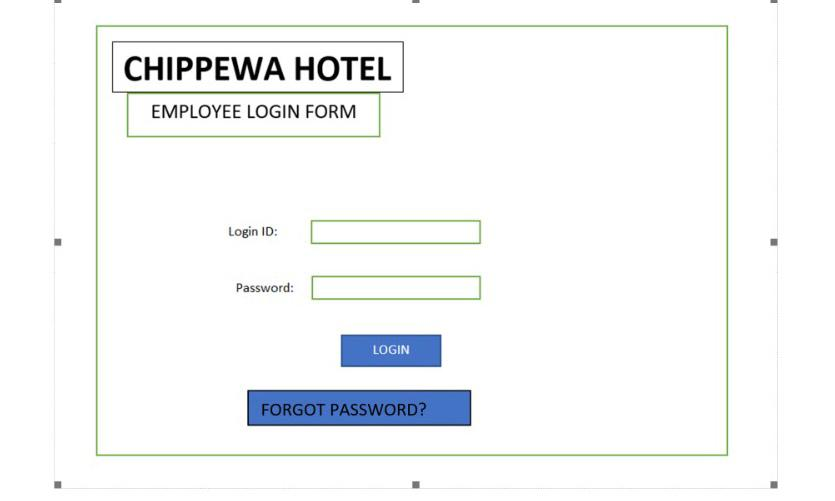 CHIPPEWA HOTEL
EMPLOYEE LOGIN FORM
Login ID:
Password:
LOGIN
FORGOT PASSWORD?